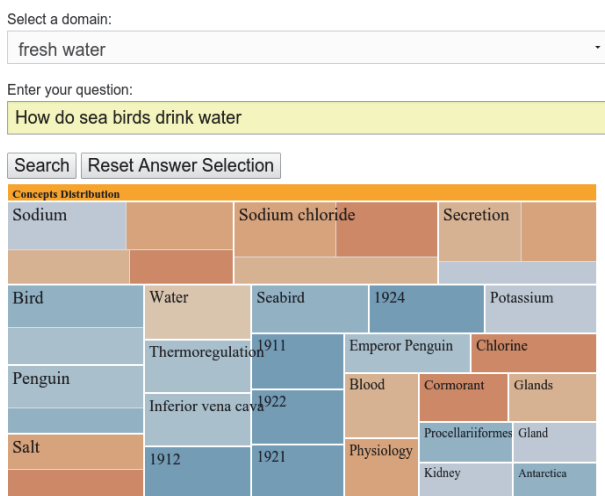 Select a domain:
fresh water
Enter your question:
How do sea birds drink water
Search Reset Answer Selection
Concepts Distribution
Sodium Sodium chloride Secretion
Bird Water Seabird 1924 Potassium
Thermoregulation 1911 Emperor Penguin Chlorine
Penguin Inferior vena cava 1922 Blood Cormorant Glands
Salt 1912 1921 Physiology Procellariiformes Gland
Kidney Antarctica